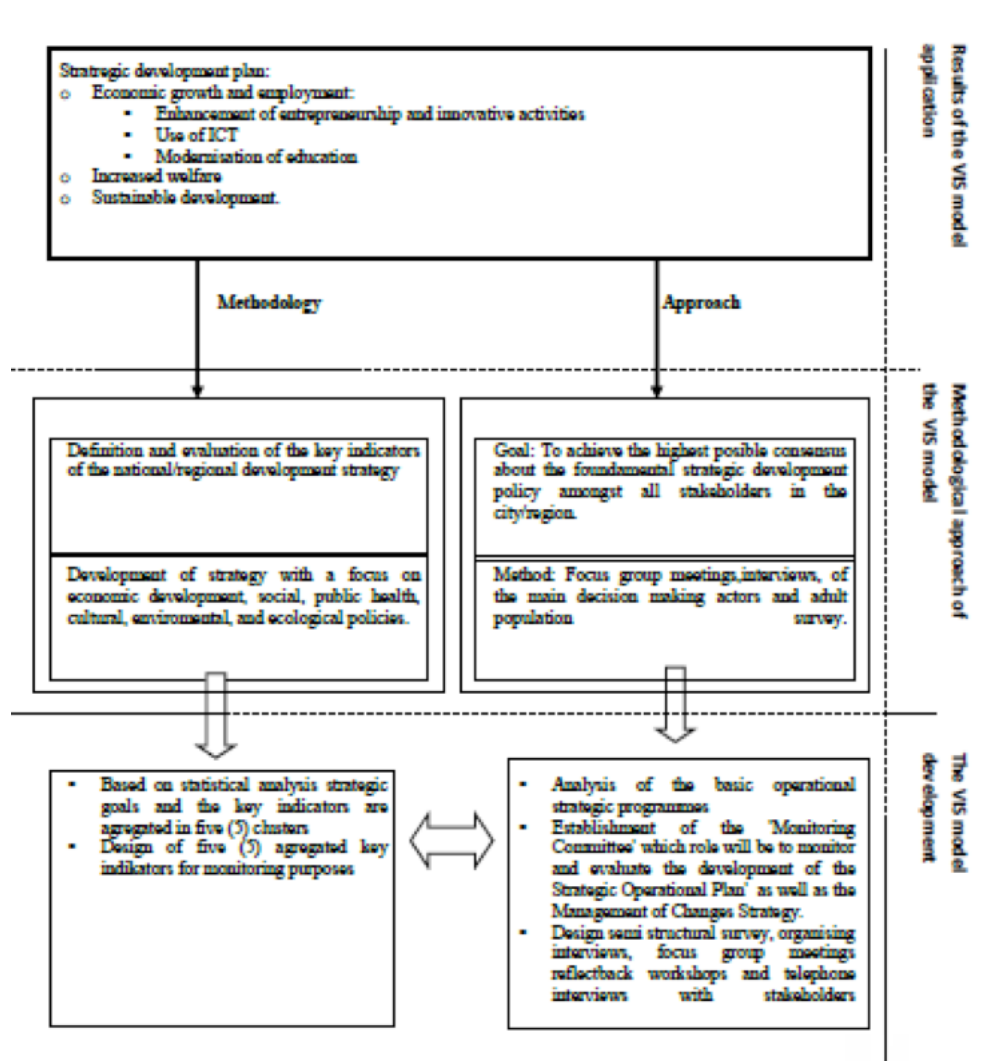 Stratregic development plan:
o Economic growth and employment:
▪ Enhancement of entrepreneurship and innovative activities
▪ Use of ICT
▪ Modernisation of education
o Increased welfare
o Sustainable development.
Results of the VIS model
application
Methodology
Approach
Definition and evaluation of the key indicators
of the national/regional development strategy
Development of strategy with a focus on
economic development, social, public health,
cultural, enviromental, and ecological policies.
Goal: To achieve the highest posible consensus
about the foundamental strategic development
policy amongst all stakeholders in the
city/region.
Method: Focus group meetings,interviews, of
the main decision making actors and adult
population survey.
Methodological approach of
the VIS model
▪ Based on statistical analysis strategic
goals and the key indicators are
agregated in five (5) clusters
▪ Design of five (5) agregated key
indikators for monitoring purposes
▪ Analysis of the basic operational
strategic programmes
▪ Establishment of the 'Monitoring
Committee' which role will be to monitor
and evaluate the development of the
Strategic Operational Plan' as well as the
Management of Changes Strategy.
▪ Design semi structural survey, organising
interviews, focus group meetings
reflectback workshops and telephone
interviews with stakeholders
The VIS model
development